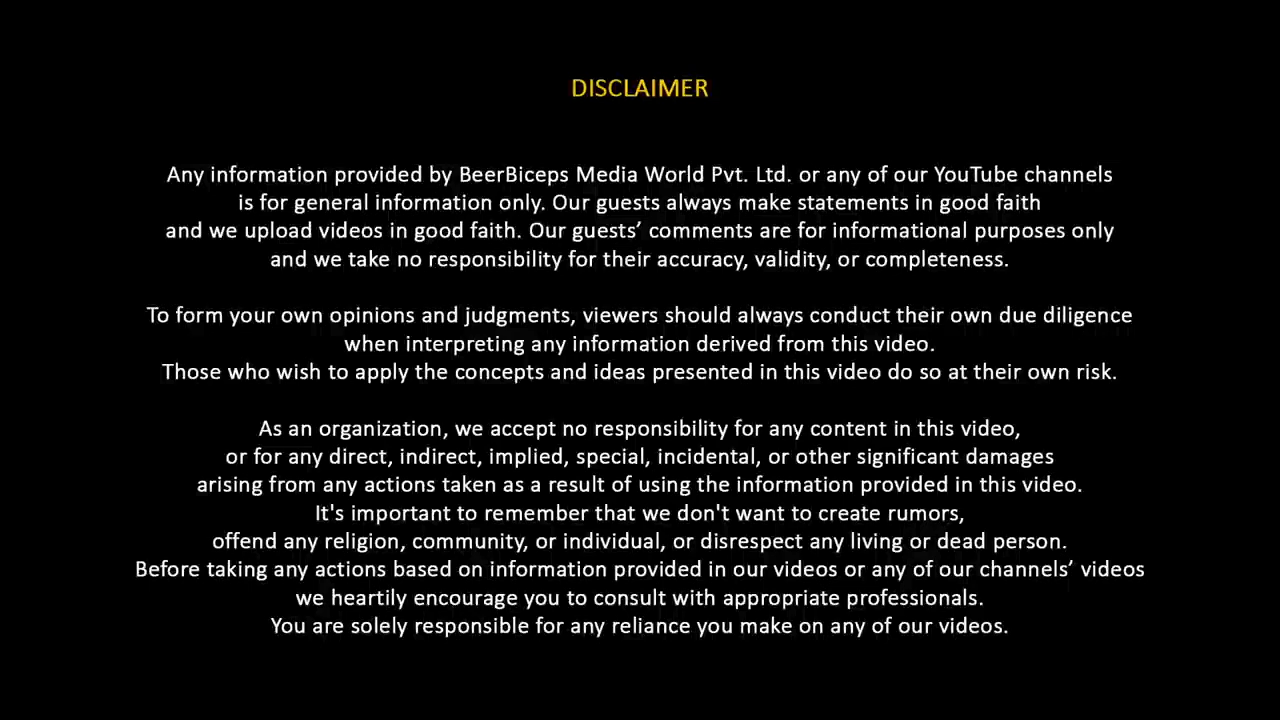 DISCLAIMER
Any information provided by BeerBiceps Media World Pvt. Ltd. or any of our YouTube channels
is for general information only. Our guests always make statements in good faith
and we upload videos in good faith. Our guests’ comments are for informational purposes only
and we take no responsibility for their accuracy, validity, or completeness.
To form your own opinions and judgments, viewers should always conduct their own due diligence
when interpreting any information derived from this video.
Those who wish to apply the concepts and ideas presented in this video do so at their own risk.
As an organization, we accept no responsibility for any content in this video,
or for any direct, indirect, implied, special, incidental, or other significant damages
arising from any actions taken as a result of using the information provided in this video.
It's important to remember that we don't want to create rumors,
offend any religion, community, or individual, or disrespect any living or dead person.
Before taking any actions based on information provided in our videos or any of our channels’ videos
we heartily encourage you to consult with appropriate professionals.
You are solely responsible for any reliance you make on any of our videos.